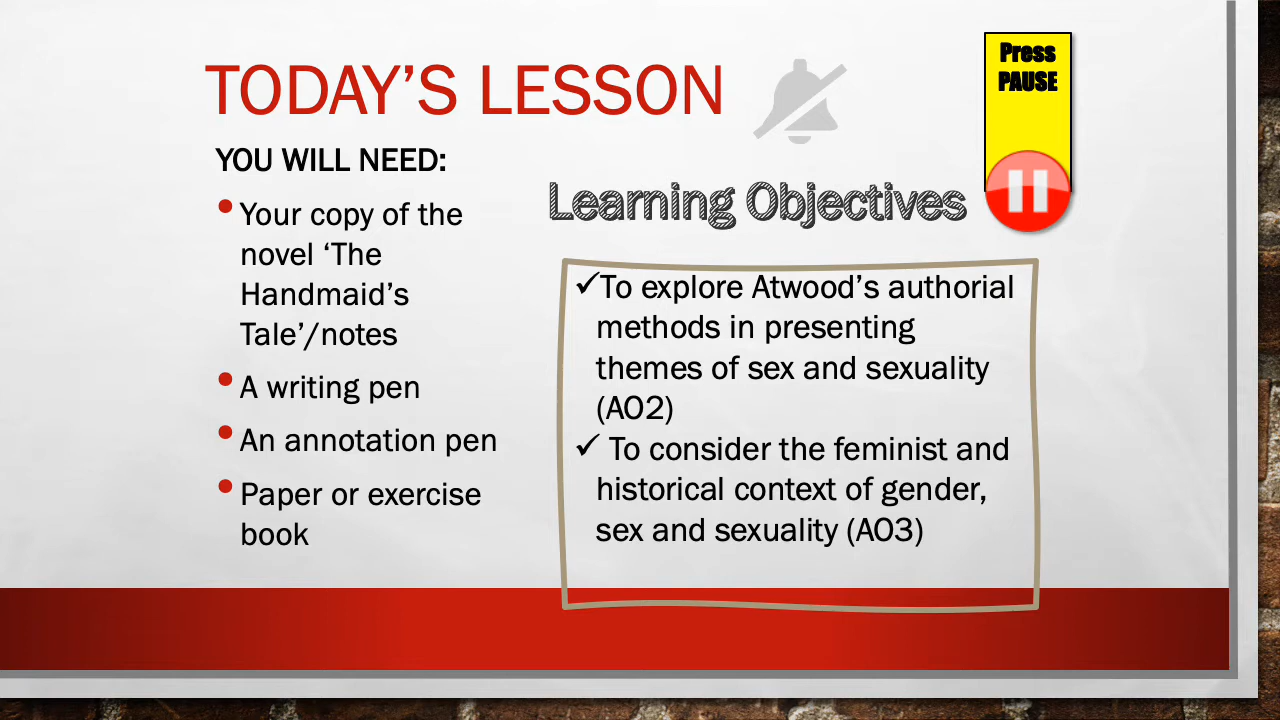 TODAY’S LESSON
Press
PAUSE
YOU WILL NEED:
• Your copy of the
novel ‘The
Handmaid’s
Tale’/notes
• A writing pen
• An annotation pen
• Paper or exercise
book
Learning Objectives
✓To explore Atwood’s authorial
methods in presenting
themes of sex and sexuality
(AO2)
✓ To consider the feminist and
historical context of gender,
sex and sexuality (AO3)